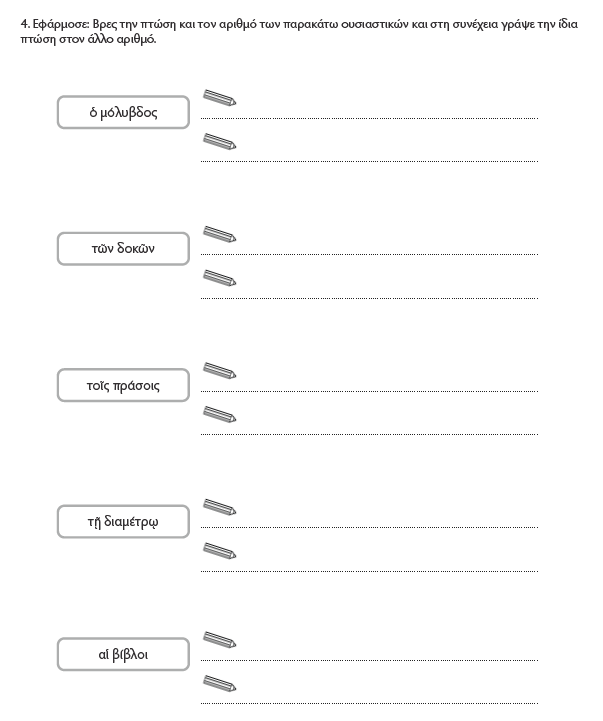 4. Εφάρμοσε: Βρες την πτώση και τον αριθμό των παρακάτω ουσιαστικών και στη συνέχεια γράψε την ίδια
πτώση στον άλλο αριθμό.
ὁ μόλυβδος
τῶν δοκῶν
τοῖς πράσοις
τῇ διαμέτρῳ
αἱ βίβλοι